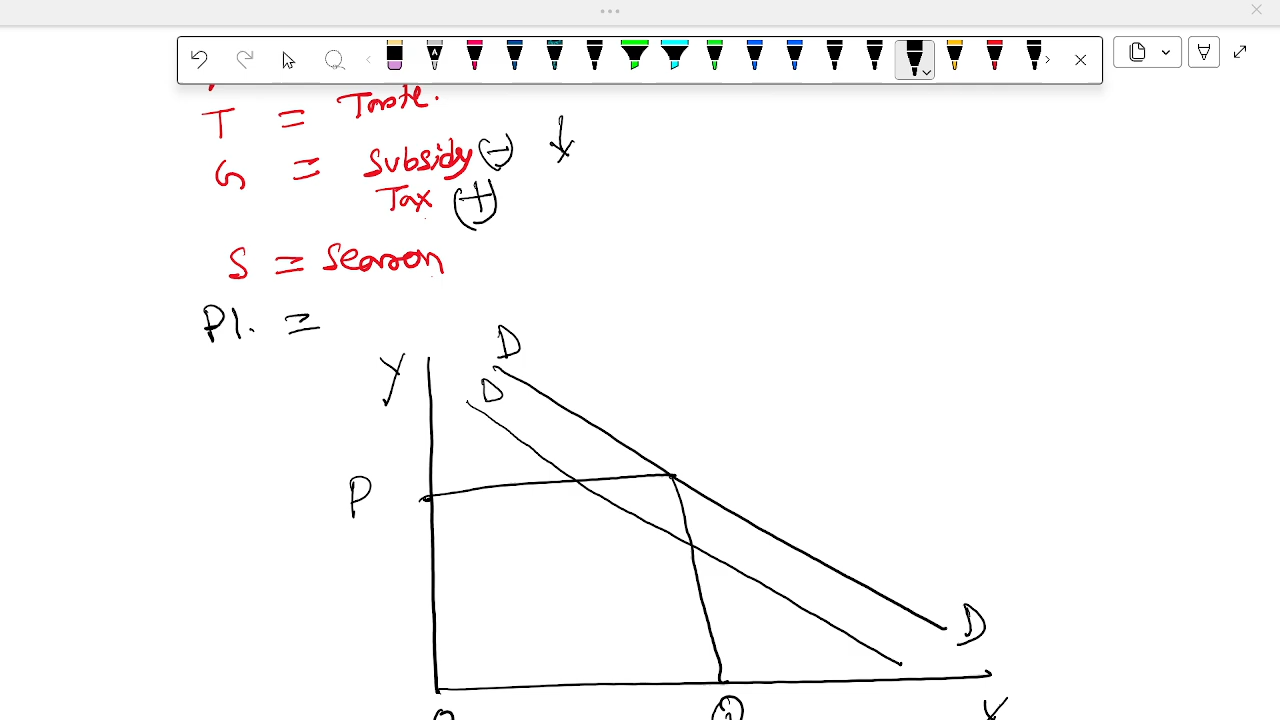 T = Taste.
G = Subsidy (-) ↓
Tax (+)
S = Season
Pl. =
D
Y
D
P
D
Q
X